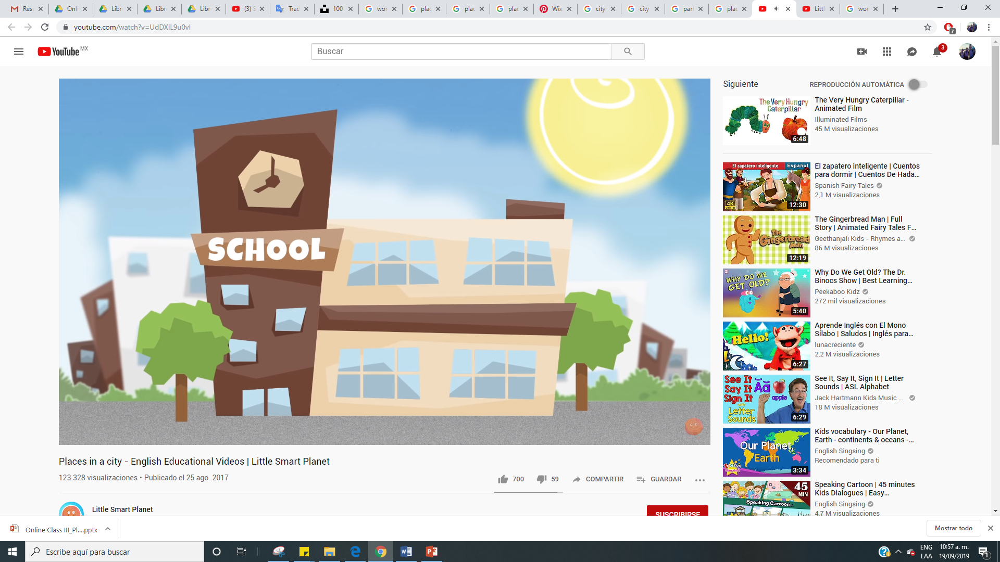 Resu
Onli
Libro
Libr
Libr
(3) S
Trad
100
wor
plac
plac
plac
Wix
city
city
part
plac
Littl
wor
youtube.com/watch?v=UdDXIL9u0vI
7
YouTube MX
Buscar
3
SCHOOL
Siguiente
REPRODUCCIÓN AUTOMÁTICA
The Very Hungry
Caterpillar
6:48
The Very Hungry Caterpillar -
Animated Film
Illuminated Films
45 M visualizaciones
El zapatero inteligente
Español
4K
12:30
El zapatero inteligente | Cuentos
para dormir | Cuentos De Hada...
Spanish Fairy Tales
2,1 M visualizaciones
The
Gingerbread
Man
12:19
The Gingerbread Man | Full
Story | Animated Fairy Tales F...
Geethanjali Kids - Rhymes a...
86 M visualizaciones
WHY DO WE
GET OLD?
5:40
Why Do We Get Old? The Dr.
Binocs Show | Best Learning...
Peekaboo Kidz
272 mil visualizaciones
Hello!
6:27
Aprende Inglés con El Mono
Sílabo | Saludos | Inglés para...
lunacreciente
2,2 M visualizaciones
See It
Say It
Sign It
with
Letter
Sounds
Aă
apple
6:29
See It, Say It, Sign It | Letter
Sounds | ASL Alphabet
Jack Hartmann Kids Music ...
18 M visualizaciones
Our Planet,
Earth
English
Singsing
3:34
Kids vocabulary - Our Planet,
Earth - continents & oceans -...
English Singsing
Recomendado para ti
45
MIN
Speaking Cartoon
Speaking Cartoon | 45 minutes
Kids Dialogues | Easy...
English Singsing
4,7 M visualizaciones
Places in a city - English Educational Videos | Little Smart Planet
123.328 visualizaciones • Publicado el 25 ago. 2017
700
59
COMPARTIR
GUARDAR
Little Smart Planet
SUSCRIBIRSE
Online Class III_Pl....pptx
Mostrar todo
Escribe aquí para buscar
ENG
LAA
10:57 a. m.
19/09/2019
1